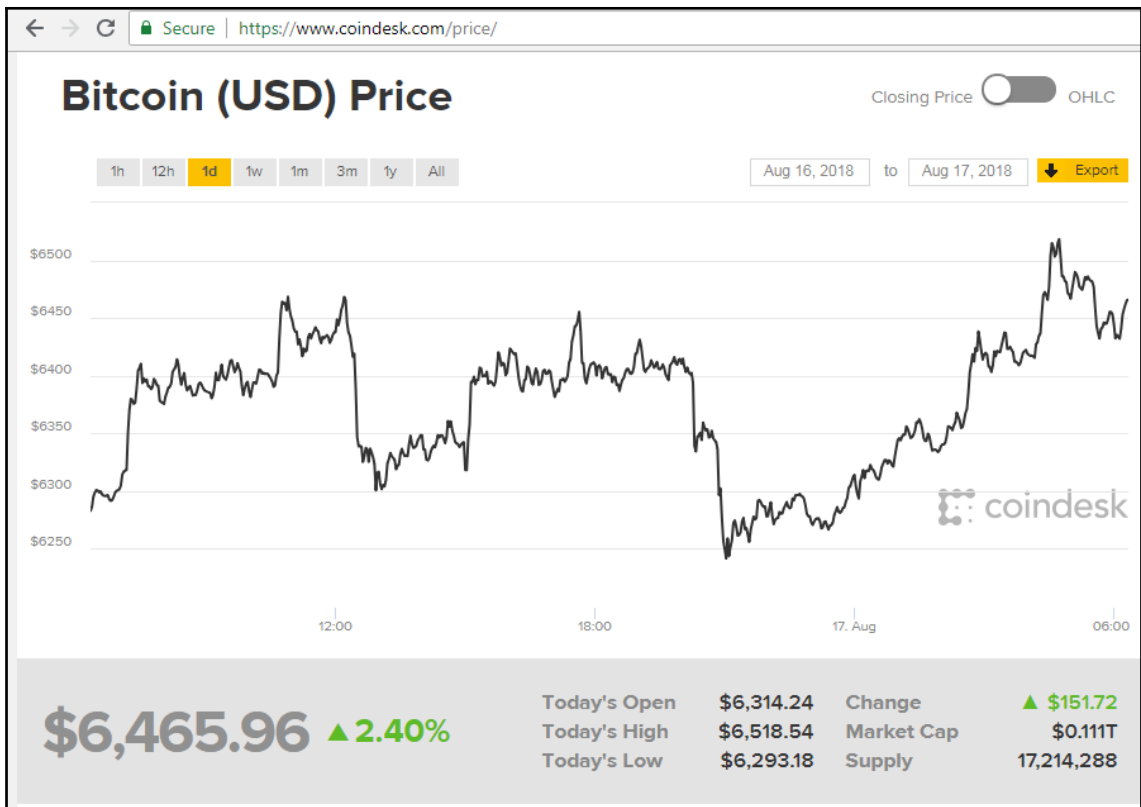 Secure | https://www.coindesk.com/price/
Bitcoin (USD) Price
Closing Price OHLC
1h 12h 1d 1w 1m 3m 1y All
Aug 16, 2018 to Aug 17, 2018 Export
$6500
$6450
$6400
$6350
$6300
coindesk
$6250
12:00 18:00 17. Aug 06:00
$6,465.96 ▲ 2.40%
Today's Open $6,314.24 Change ▲ $151.72
Today's High $6,518.54 Market Cap $0.111T
Today's Low $6,293.18 Supply 17,214,288